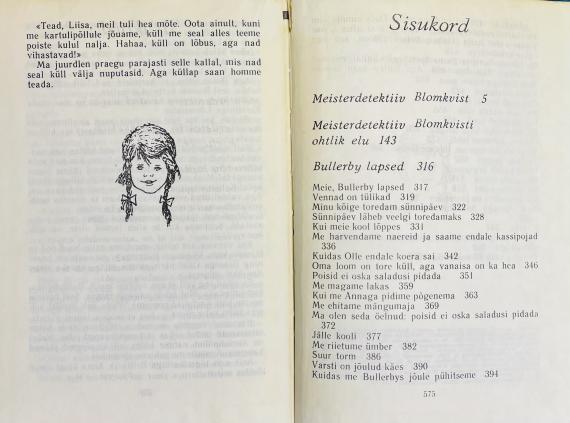 «Tead, Liisa, meil tuli hea mõte. Oota ainult, kuni
me kartulipõllule jõuame, küll me seal alles teeme
poiste kulul nalja. Hahaa, küll on lõbus, aga nad
vihastavad!»
Ma juurdlen praegu parajasti selle kallal, mis nad
seal küll välja nuputasid. Aga küllap saan homme
teada.
Sisukord
Meisterdetektiiv Blomkvist 5
Meisterdetektiiv Blomkvisti
ohtlik elu 143
Bullerby lapsed 316
Meie, Bullerby lapsed 317
Vennad on tülikad 319
Minu kõige toredam sünnipäev 322
Sünnipäev läheb veelgi toredamaks 328
Kui meie kool lõppes 331
Me harvendame naereid ja saame endale kassipojad
336
Kuidas Olle endale koera sai 342
Oma loom on tore küll, aga vanaisa on ka hea 346
Poisid ei oska saladusi pidada 351
Me magame lakas 359
Kui me Annaga pidime põgenema 363
Me ehitame mängumaja 369
Ma olen seda öelnud: poisid ei oska saladusi pidada
372
Jälle kooli 377
Me riietume ümber 382
Suur torm 386
Varsti on jõulud käes 390
Kuidas me Bullerbys jõule pühitseme 394
575